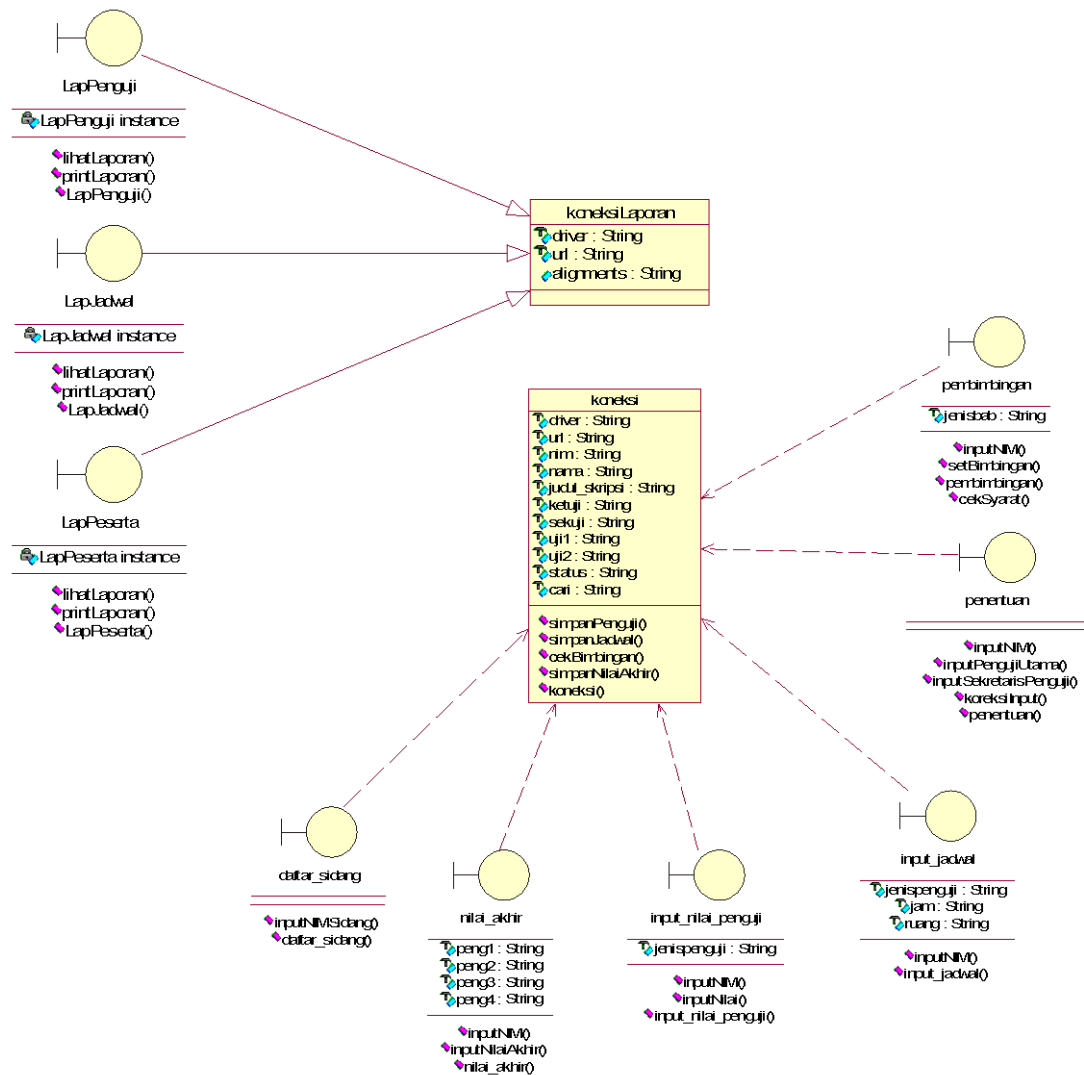 LapPenguji
LapPenguji instance
lihatLaporan()
printLaporan()
LapPenguji()
LapJadwal
LapJadwal instance
lihatLaporan()
printLaporan()
LapJadwal()
LapPeserta
LapPeserta instance
lihatLaporan()
printLaporan()
LapPeserta()
koneksiLaporan
driver : String
url : String
alignments : String
koneksi
driver : String
url : String
nim : String
nama : String
judul_skripsi : String
ketuji : String
sekuji : String
uji1 : String
uji2 : String
status : String
cari : String
simpanPenguji()
simpanJadwal()
cekBimbingan()
simpanNilaiAkhir()
koneksi()
pembimbingan
jenisbab : String
inputNIM()
setBimbingan()
pembimbingan()
cekSyarat()
penentuan
inputNIM()
inputPengujiUtama()
inputSekretarisPenguji()
koreksiInput()
penentuan()
daftar_sidang
inputNIMSidang()
daftar_sidang()
nilai_akhir
peng1 : String
peng2 : String
peng3 : String
peng4 : String
inputNIM()
inputNilaiAkhir()
nilai_akhir()
input_nilai_penguji
jenispenguji : String
inputNIM()
inputNilai()
input_nilai_penguji()
input_jadwal
jenispenguji : String
jam : String
ruang : String
inputNIM()
input_jadwal()